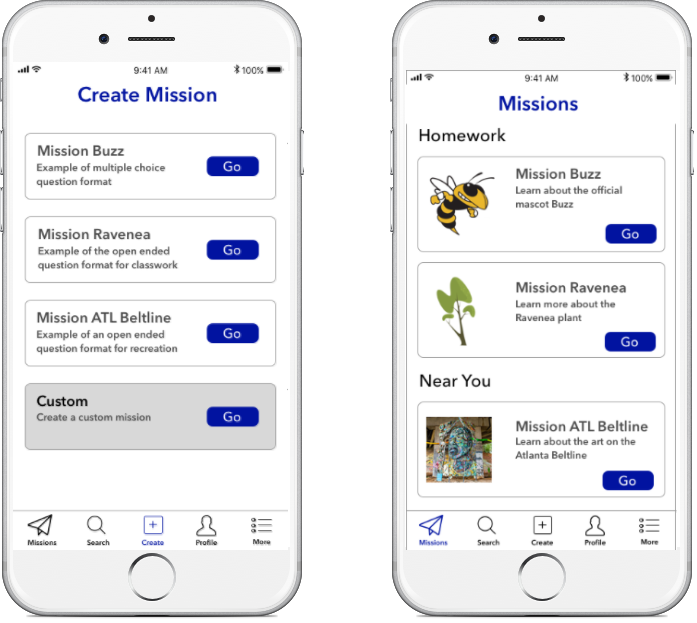 9:41 AM
100%
Create Mission
Mission Buzz
Example of multiple choice
question format
Go
Mission Ravenea
Example of the open ended
question format for classwork
Go
Mission ATL Beltline
Example of an open ended
question format for recreation
Go
Custom
Create a custom mission
Go
Missions
Search
Create
Profile
More
9:41 AM
100%
Missions
Homework
Mission Buzz
Learn about the official
mascot Buzz
Go
Mission Ravenea
Learn more about the
Ravenea plant
Go
Near You
Mission ATL Beltline
Learn about the art on the
Atlanta Beltline
Go
Missions
Search
Create
Profile
More